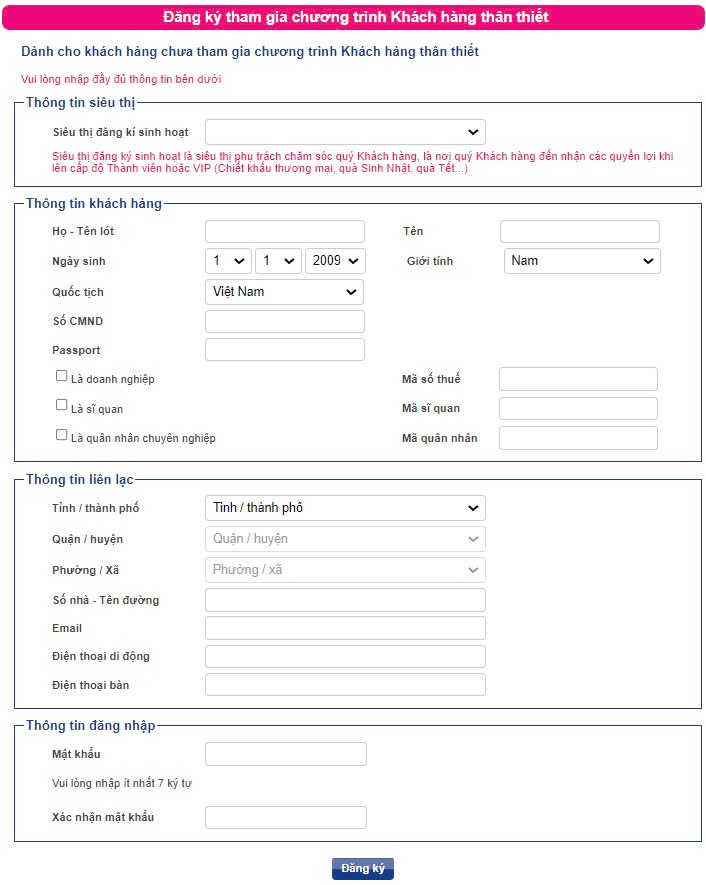 Đăng ký tham gia chương trình Khách hàng thân thiết
Dành cho khách hàng chưa tham gia chương trình Khách hàng thân thiết
Vui lòng nhập đầy đủ thông tin bên dưới
Thông tin siêu thị
Siêu thị đăng kí sinh hoạt
Siêu thị đăng ký sinh hoạt là siêu thị phụ trách chăm sóc quý Khách hàng, là nơi quý Khách hàng đến nhận các quyền lợi khi
lên cấp độ Thành viên hoặc VIP (Chiết khấu thương mại, quà Sinh Nhật, quà Tết...)
Thông tin khách hàng
Họ - Tên lót Tên
Ngày sinh 1 1 2009 Giới tính Nam
Quốc tịch Việt Nam
Số CMND
Passport
Là doanh nghiệp Mã số thuế
Là sĩ quan Mã sĩ quan
Là quân nhân chuyên nghiệp Mã quân nhân
Thông tin liên lạc
Tỉnh / thành phố Tỉnh / thành phố
Quận / huyện Quận / huyện
Phường / Xã Phường / xã
Số nhà - Tên đường
Email
Điện thoại di động
Điện thoại bàn
Thông tin đăng nhập
Mật khẩu
Vui lòng nhập ít nhất 7 ký tự
Xác nhận mật khẩu
Đăng ký